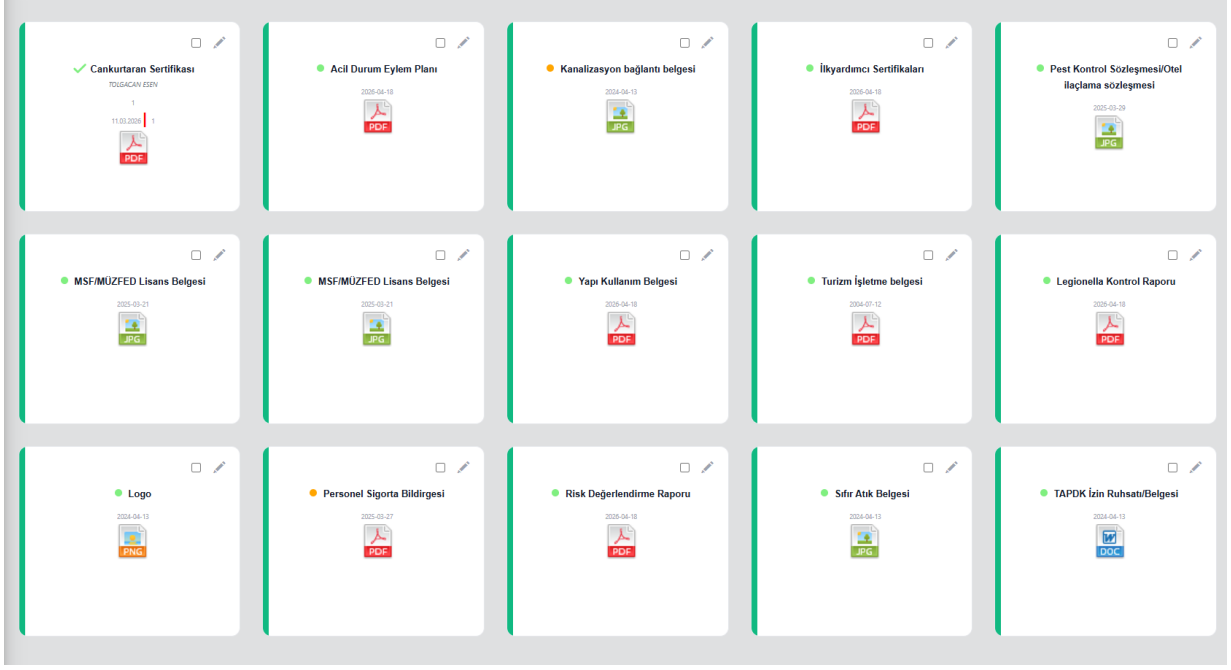 Cankurtaran Sertifikası
TOLGACAN ESEN
1
11.03.2026 1
PDF
Acil Durum Eylem Planı
2026-04-18
PDF
Kanalizasyon bağlantı belgesi
2024-04-13
JPG
İlkyardımcı Sertifikaları
2026-04-18
PDF
Pest Kontrol Sözleşmesi/Otel
ilaçlama sözleşmesi
2025-03-29
JPG
MSF/MÜZFED Lisans Belgesi
2025-03-21
JPG
MSF/MÜZFED Lisans Belgesi
2025-03-21
JPG
Yapı Kullanım Belgesi
2026-04-18
PDF
Turizm İşletme belgesi
2004-07-12
PDF
Legionella Kontrol Raporu
2026-04-18
PDF
Logo
2024-04-13
PNG
Personel Sigorta Bildirgesi
2025-03-27
PDF
Risk Değerlendirme Raporu
2026-04-18
PDF
Sıfır Atık Belgesi
2024-04-13
JPG
TAPDK İzin Ruhsatı/Belgesi
2024-04-13
W
DOC